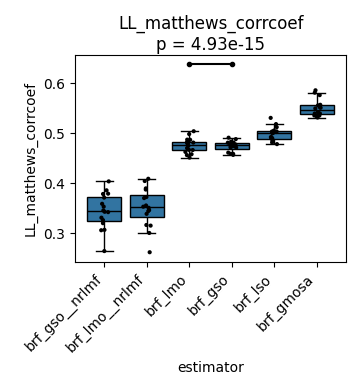 LL_matthews_corrcoef
p = 4.93e-15
LL_matthews_corrcoef
0.6
0.5
0.4
0.3
brf_gso__nrlmf
brf_lmo__nrlmf
brf_lmo
brf_gso
brf_lso
brf_gmosa
estimator